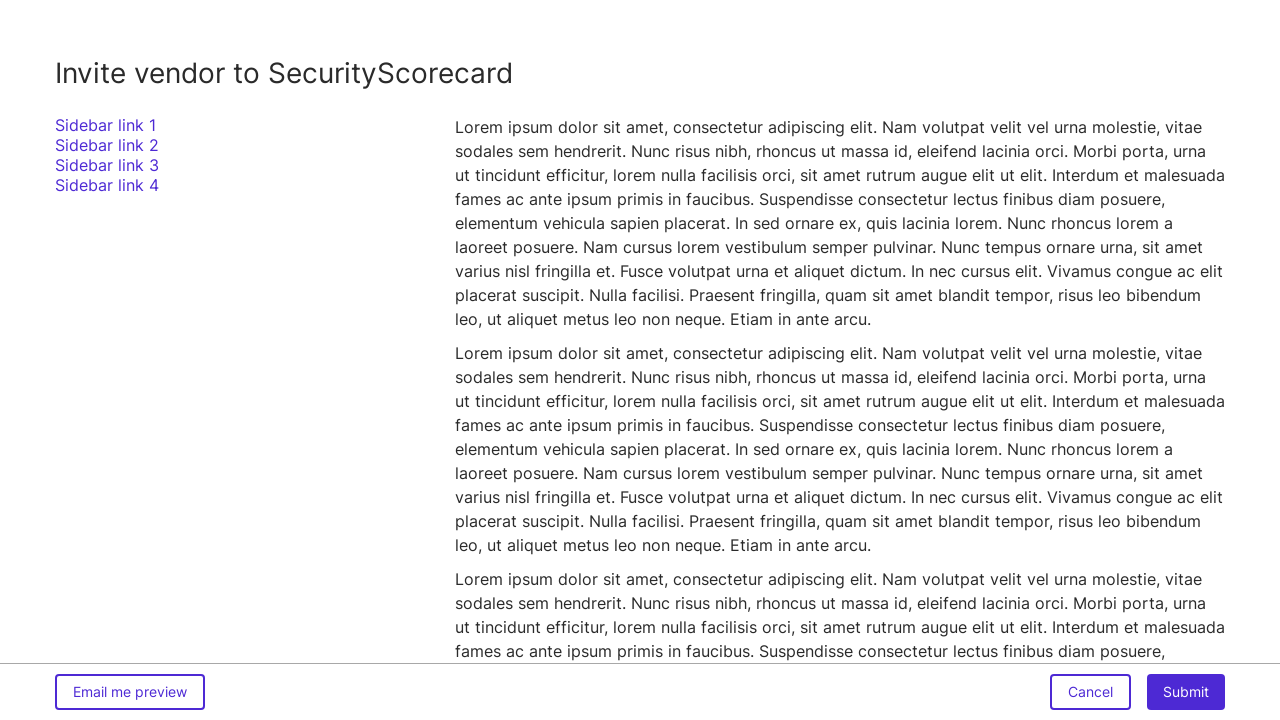 Invite vendor to SecurityScorecard
Sidebar link 1
Sidebar link 2
Sidebar link 3
Sidebar link 4
Lorem ipsum dolor sit amet, consectetur adipiscing elit. Nam volutpat velit vel urna molestie, vitae
sodales sem hendrerit. Nunc risus nibh, rhoncus ut massa id, eleifend lacinia orci. Morbi porta, urna
ut tincidunt efficitur, lorem nulla facilisis orci, sit amet rutrum augue elit ut elit. Interdum et malesuada
fames ac ante ipsum primis in faucibus. Suspendisse consectetur lectus finibus diam posuere,
elementum vehicula sapien placerat. In sed ornare ex, quis lacinia lorem. Nunc rhoncus lorem a
laoreet posuere. Nam cursus lorem vestibulum semper pulvinar. Nunc tempus ornare urna, sit amet
varius nisl fringilla et. Fusce volutpat urna et aliquet dictum. In nec cursus elit. Vivamus congue ac elit
placerat suscipit. Nulla facilisi. Praesent fringilla, quam sit amet blandit tempor, risus leo bibendum
leo, ut aliquet metus leo non neque. Etiam in ante arcu.
Lorem ipsum dolor sit amet, consectetur adipiscing elit. Nam volutpat velit vel urna molestie, vitae
sodales sem hendrerit. Nunc risus nibh, rhoncus ut massa id, eleifend lacinia orci. Morbi porta, urna
ut tincidunt efficitur, lorem nulla facilisis orci, sit amet rutrum augue elit ut elit. Interdum et malesuada
fames ac ante ipsum primis in faucibus. Suspendisse consectetur lectus finibus diam posuere,
elementum vehicula sapien placerat. In sed ornare ex, quis lacinia lorem. Nunc rhoncus lorem a
laoreet posuere. Nam cursus lorem vestibulum semper pulvinar. Nunc tempus ornare urna, sit amet
varius nisl fringilla et. Fusce volutpat urna et aliquet dictum. In nec cursus elit. Vivamus congue ac elit
placerat suscipit. Nulla facilisi. Praesent fringilla, quam sit amet blandit tempor, risus leo bibendum
leo, ut aliquet metus leo non neque. Etiam in ante arcu.
Lorem ipsum dolor sit amet, consectetur adipiscing elit. Nam volutpat velit vel urna molestie, vitae
sodales sem hendrerit. Nunc risus nibh, rhoncus ut massa id, eleifend lacinia orci. Morbi porta, urna
ut tincidunt efficitur, lorem nulla facilisis orci, sit amet rutrum augue elit ut elit. Interdum et malesuada
fames ac ante ipsum primis in faucibus. Suspendisse consectetur lectus finibus diam posuere,
Email me preview
Cancel
Submit